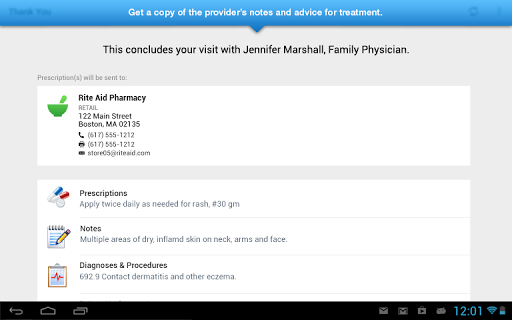 Thank You
Get a copy of the provider's notes and advice for treatment.
This concludes your visit with Jennifer Marshall, Family Physician.
Prescription(s) will be sent to:
Rite Aid Pharmacy
RETAIL
122 Main Street
Boston, MA 02135
(617) 555-1212
(617) 555-1212
store05@riteaid.com
Prescriptions
Apply twice daily as needed for rash, #30 gm
Notes
Multiple areas of dry, inflamd skin on neck, arms and face.
Diagnoses & Procedures
692.9 Contact dermatitis and other eczema.
12:01